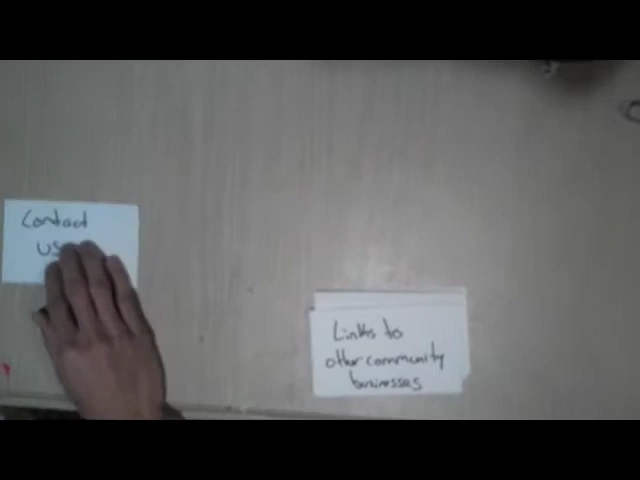 Contact
us
Links to
other community
businesses